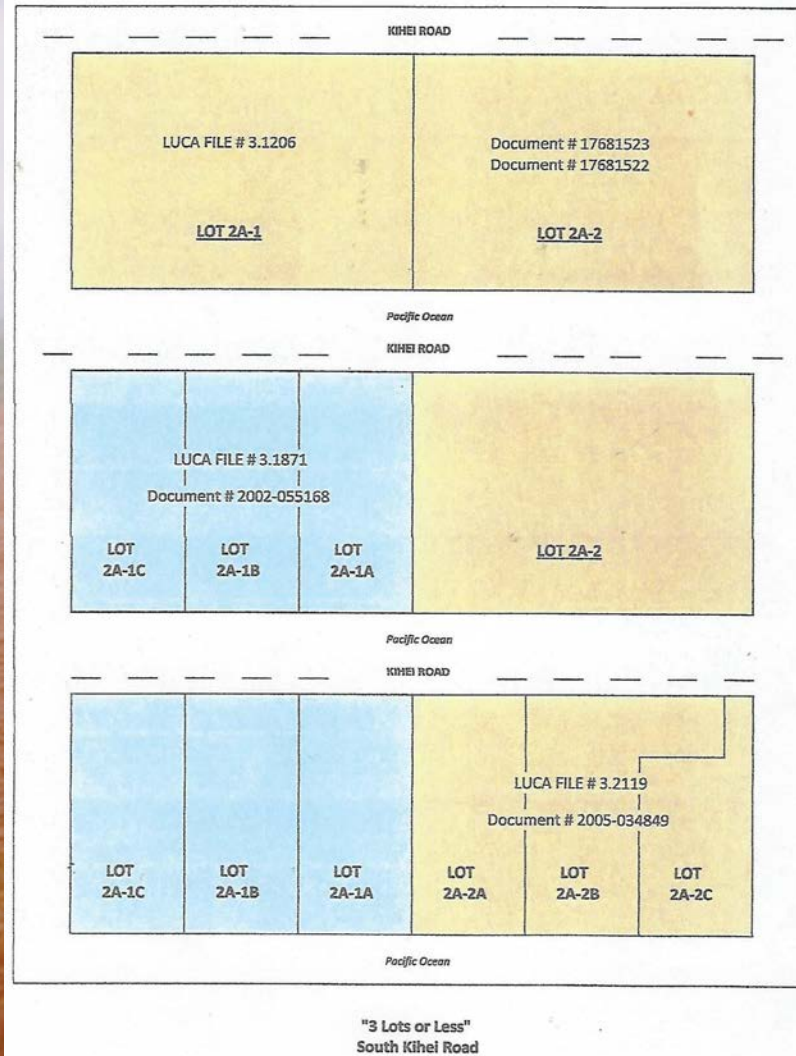 KIHEI ROAD
LUCA FILE # 3.1206
Document # 17681523
Document # 17681522
LOT 2A-1
LOT 2A-2
Pacific Ocean
KIHEI ROAD
LUCA FILE # 3.1871
Document # 2002-055168
LOT
2A-1C
LOT
2A-1B
LOT
2A-1A
LOT 2A-2
Pacific Ocean
KIHEI ROAD
LUCA FILE # 3.2119
Document # 2005-034849
LOT
2A-1C
LOT
2A-1B
LOT
2A-1A
LOT
2A-2A
LOT
2A-2B
LOT
2A-2C
Pacific Ocean
"3 Lots or Less"
South Kihei Road